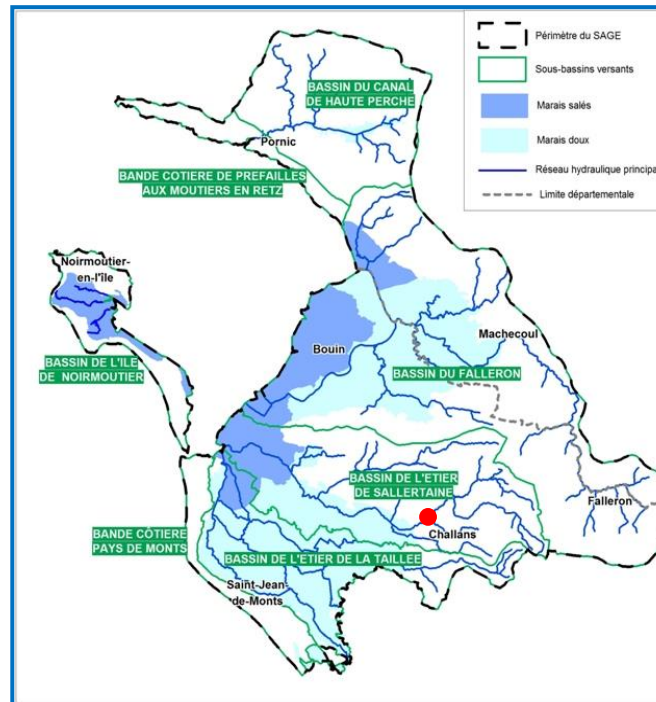 Périmètre du SAGE
Sous-bassins versants
Marais salés
Marais doux
Réseau hydraulique principal
Limite départementale
BASSIN DU CANAL
DE HAUTE PERCHE
Pornic
BANDE COTIERE DE PREFAILLES
AUX MOUTIERS EN RETZ
Noirmoutier-
en-l'île
Machecoul
Bouin
BASSIN DE L'ILE
DE NOIRMOUTIER
BASSIN DU FALLERON
BASSIN DE L'ETIER
DE SALLERTAINE
Falleron
Challans
BANDE CÔTIERE
PAYS DE MONTS
BASSIN DE L'ETIER DE LA TAILLEE
Saint-Jean-
de-Monts